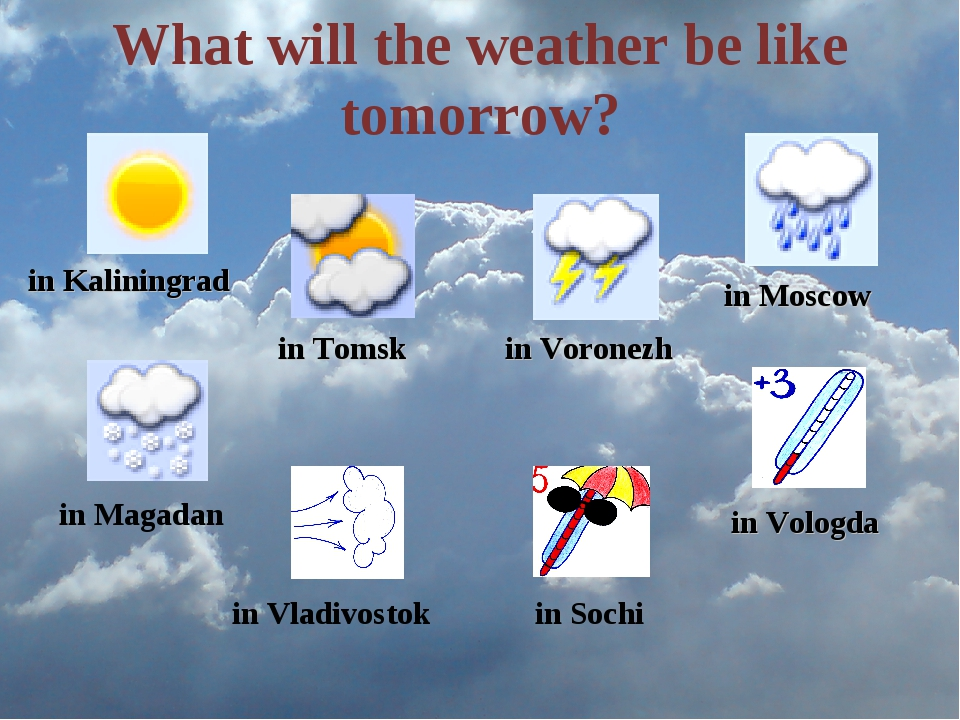 What will the weather be like
tomorrow?
in Kaliningrad
in Tomsk
in Voronezh
in Moscow
in Magadan
in Vladivostok
5
in Sochi
+3
in Vologda